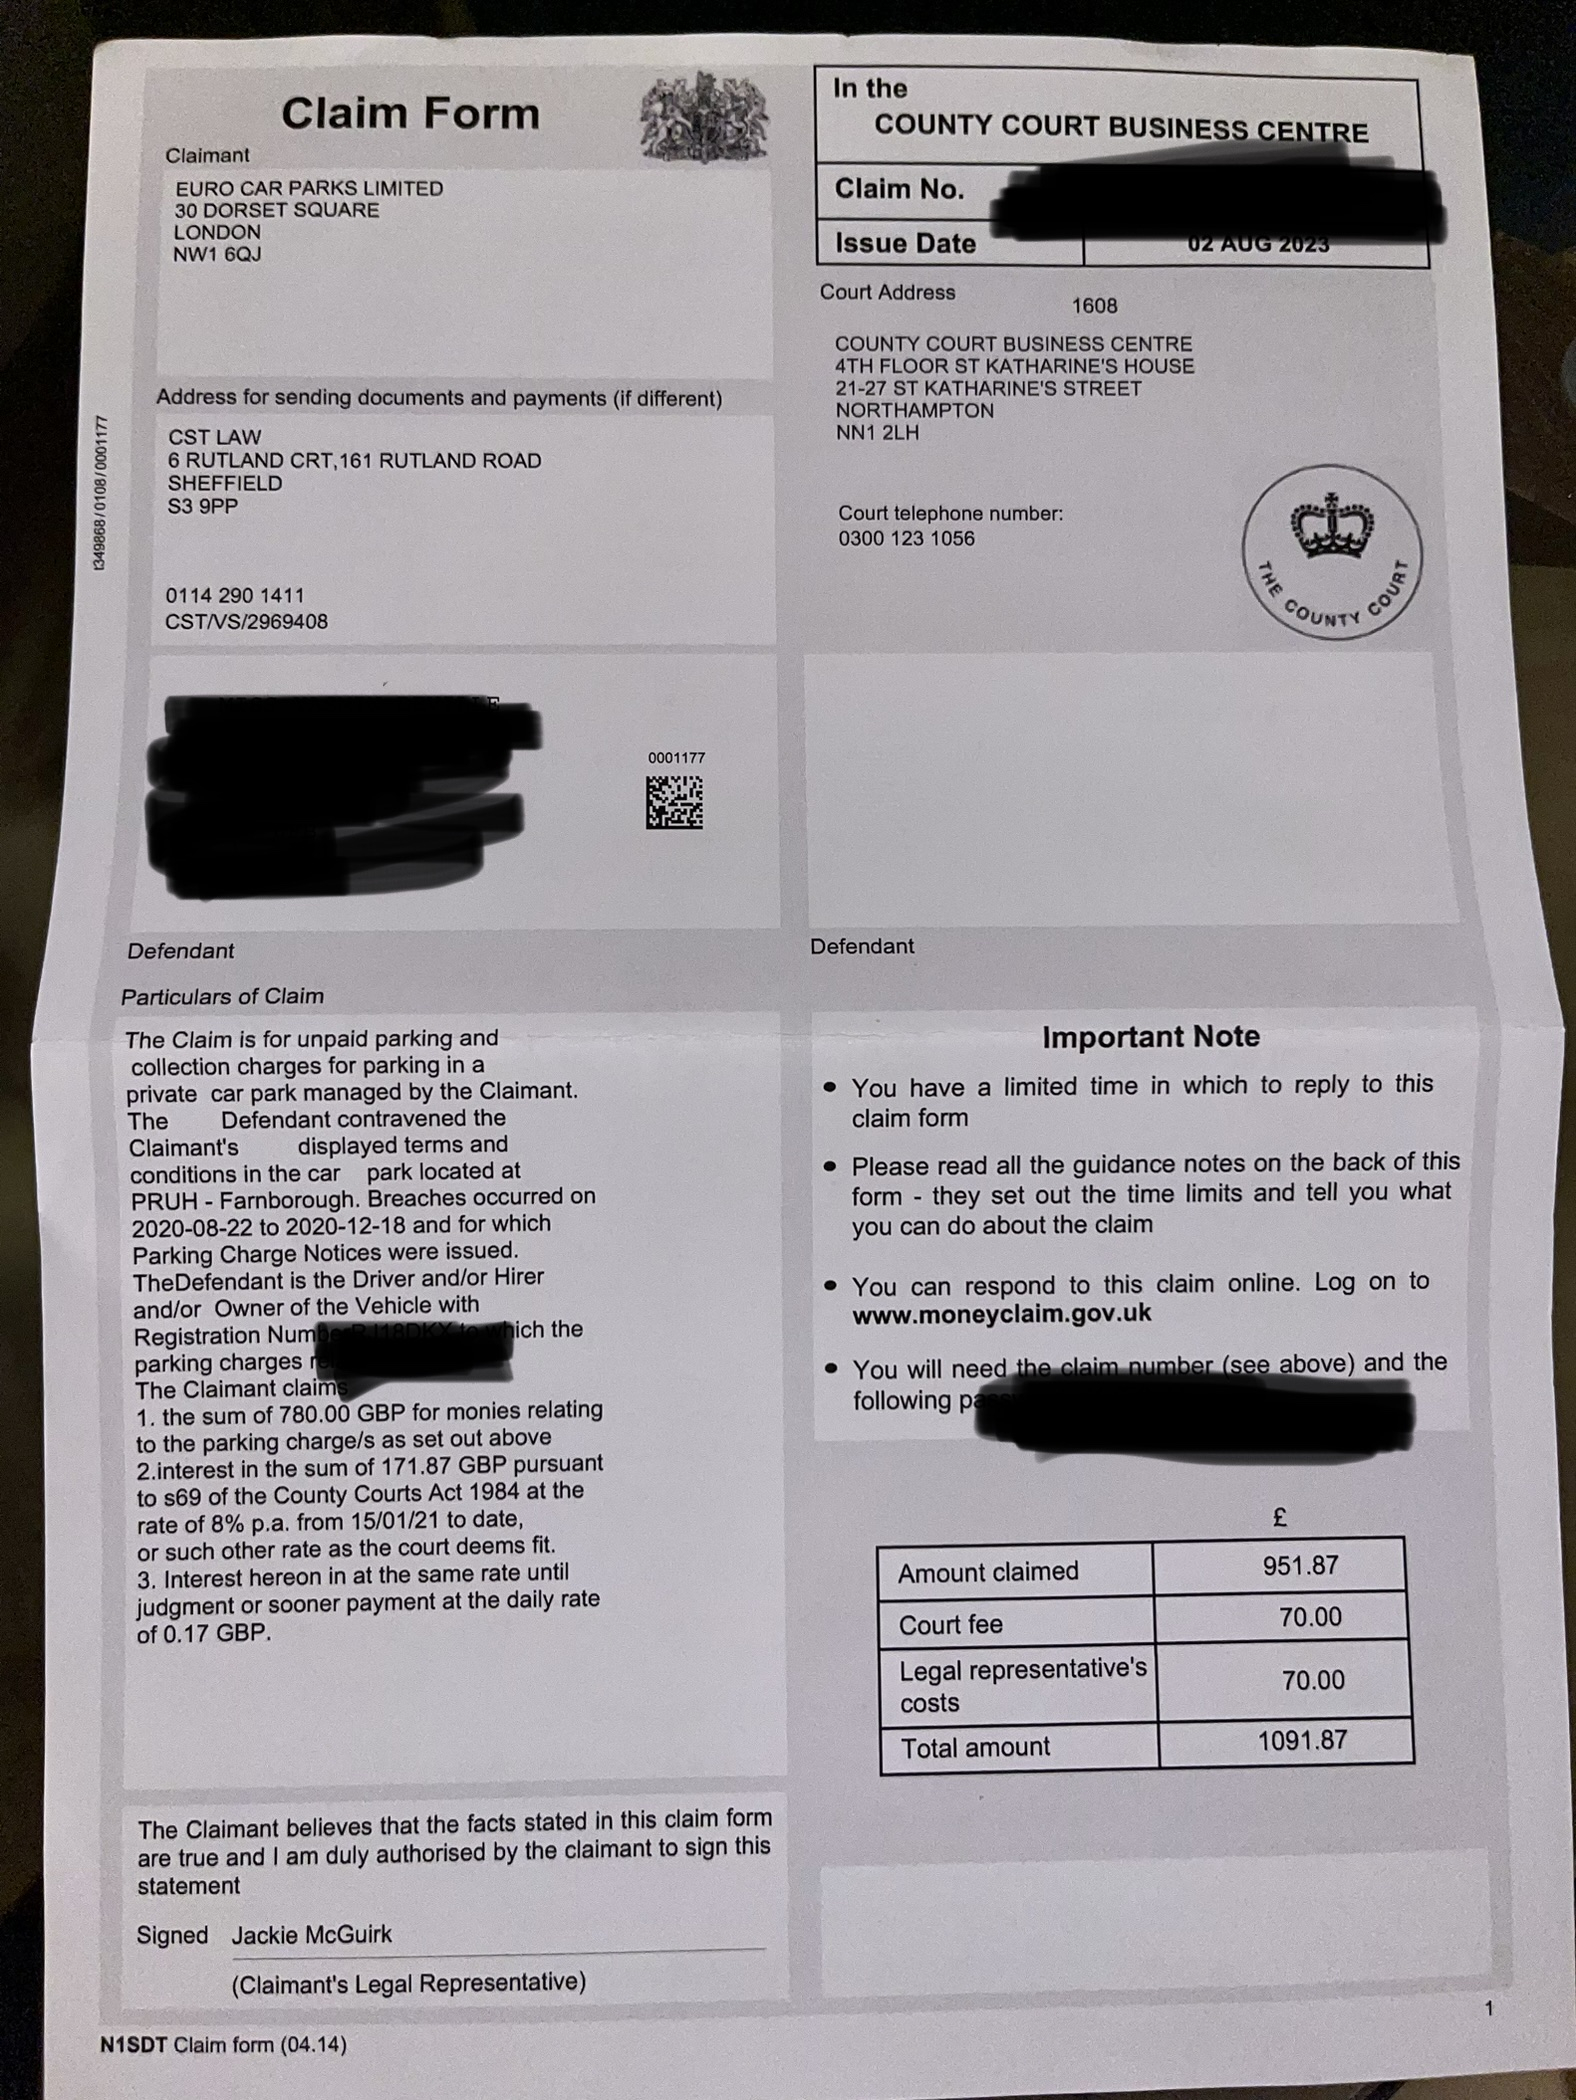 Claim Form
Claimant
EURO CAR PARKS LIMITED
30 DORSET SQUARE
LONDON
NW1 6QJ
Address for sending documents and payments (if different)
CST LAW
6 RUTLAND CRT,161 RUTLAND ROAD
SHEFFIELD
S3 9PP
0114 290 1411
CST/VS/2969408
t349868/0108/0001177
In the
COUNTY COURT BUSINESS CENTRE
Claim No.
Issue Date 02 AUG 2023
Court Address
1608
COUNTY COURT BUSINESS CENTRE
4TH FLOOR ST KATHARINE'S HOUSE
21-27 ST KATHARINE'S STREET
NORTHAMPTON
NN1 2LH
Court telephone number:
0300 123 1056
THE COUNTY COURT
0001177
Defendant
Defendant
Particulars of Claim
The Claim is for unpaid parking and
collection charges for parking in a
private car park managed by the Claimant.
The Defendant contravened the
Claimant's displayed terms and
conditions in the car park located at
PRUH - Farnborough. Breaches occurred on
2020-08-22 to 2020-12-18 and for which
Parking Charge Notices were issued.
TheDefendant is the Driver and/or Hirer
and/or Owner of the Vehicle with
Registration which the
parking charges
The Claimant claims
1. the sum of 780.00 GBP for monies relating
to the parking charge/s as set out above
2.interest in the sum of 171.87 GBP pursuant
to s69 of the County Courts Act 1984 at the
rate of 8% p.a. from 15/01/21 to date,
or such other rate as the court deems fit.
3. Interest hereon in at the same rate until
judgment or sooner payment at the daily rate
of 0.17 GBP.
Important Note
• You have a limited time in which to reply to this
claim form
• Please read all the guidance notes on the back of this
form - they set out the time limits and tell you what
you can do about the claim
• You can respond to this claim online. Log on to
www.moneyclaim.gov.uk
• You will need the claim number (see above) and the
following
£
Amount claimed 951.87
Court fee 70.00
Legal representative's
costs 70.00
Total amount 1091.87
The Claimant believes that the facts stated in this claim form
are true and I am duly authorised by the claimant to sign this
statement
Signed Jackie McGuirk
(Claimant's Legal Representative)
1
N1SDT Claim form (04.14)